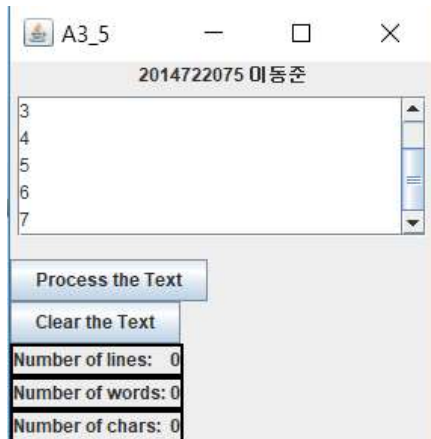 A3_5
2014722075 이동준
3
4
5
6
7
Process the Text
Clear the Text
Number of lines: 0
Number of words: 0
Number of chars: 0